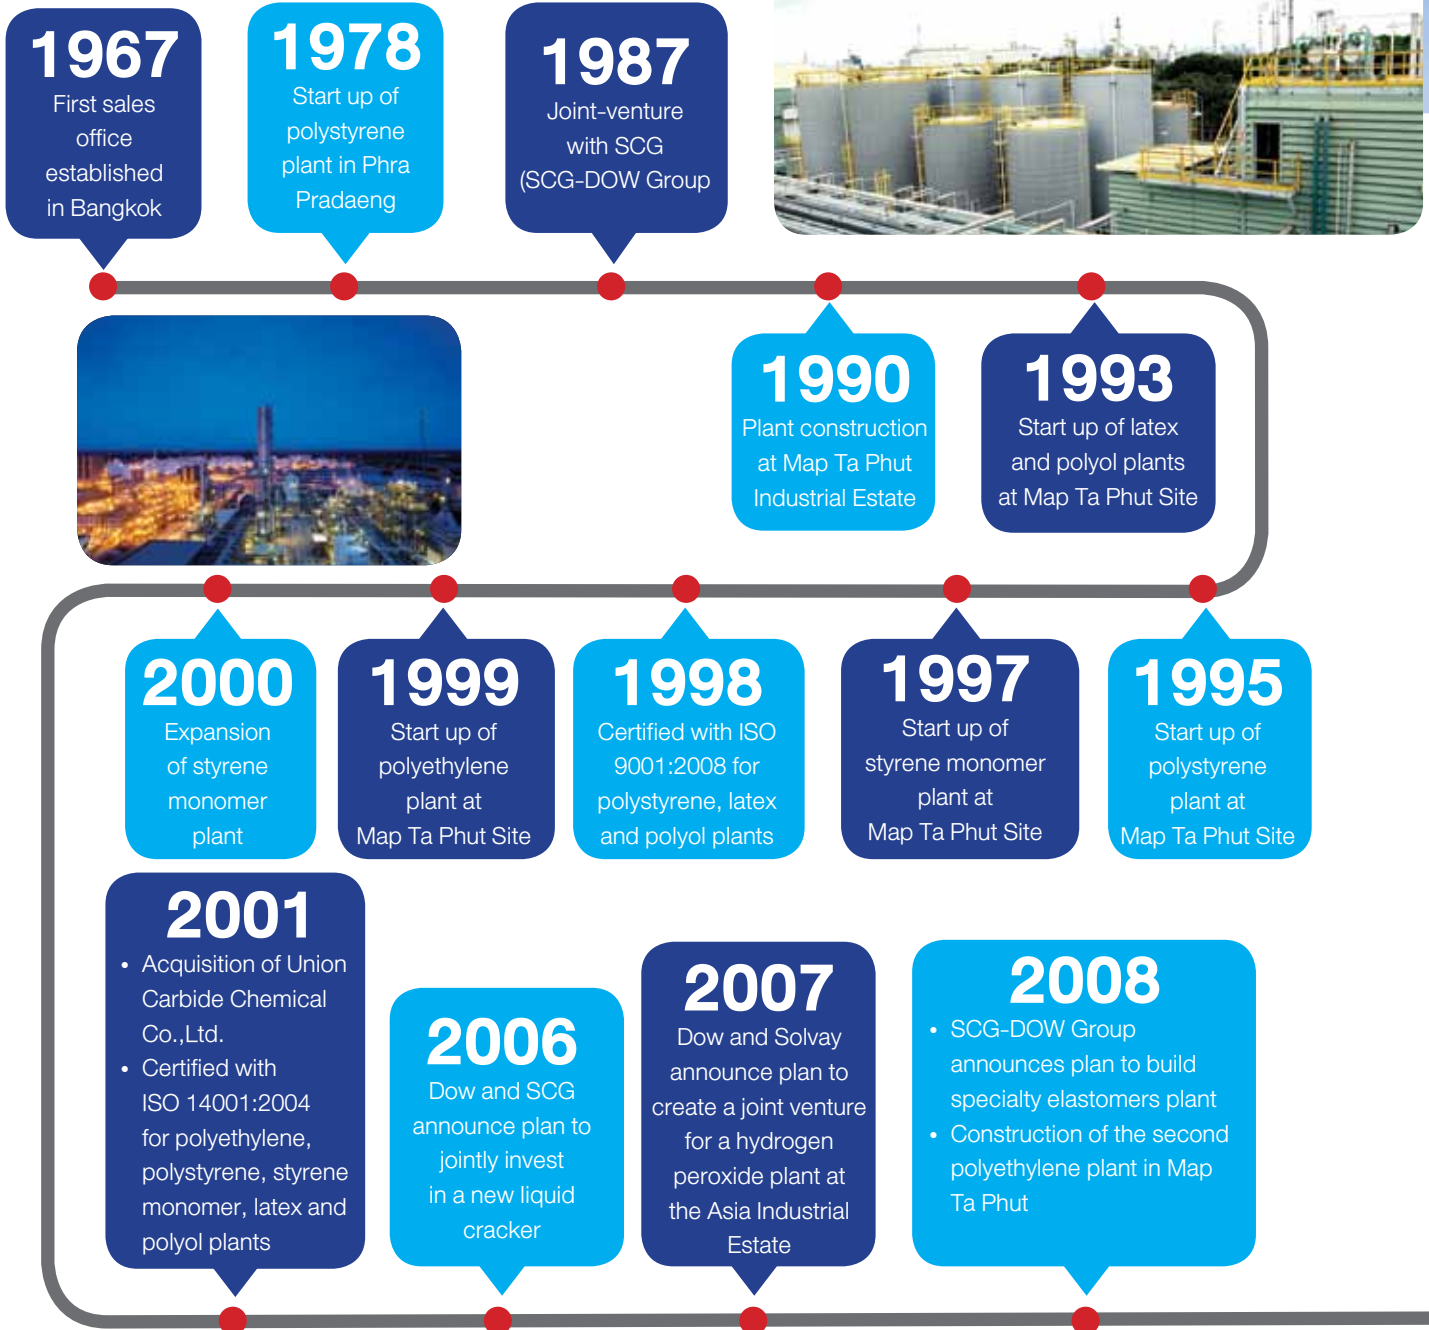 1967
First sales
office
established
in Bangkok
1978
Start up of
polystyrene
plant in Phra
Pradaeng
1987
Joint-venture
with SCG
(SCG-DOW Group
1990
Plant construction
at Map Ta Phut
Industrial Estate
1993
Start up of latex
and polyol plants
at Map Ta Phut Site
2000
Expansion
of styrene
monomer
plant
1999
Start up of
polyethylene
plant at
Map Ta Phut Site
1998
Certified with ISO
9001:2008 for
polystyrene, latex
and polyol plants
1997
Start up of
styrene monomer
plant at
Map Ta Phut Site
1995
Start up of
polystyrene
plant at
Map Ta Phut Site
2001
• Acquisition of Union
Carbide Chemical
Co.,Ltd.
• Certified with
ISO 14001:2004
for polyethylene,
polystyrene, styrene
monomer, latex and
polyol plants
2006
Dow and SCG
announce plan to
jointly invest
in a new liquid
cracker
2007
Dow and Solvay
announce plan to
create a joint venture
for a hydrogen
peroxide plant at
the Asia Industrial
Estate
2008
• SCG-DOW Group
announces plan to build
specialty elastomers plant
• Construction of the second
polyethylene plant in Map
Ta Phut